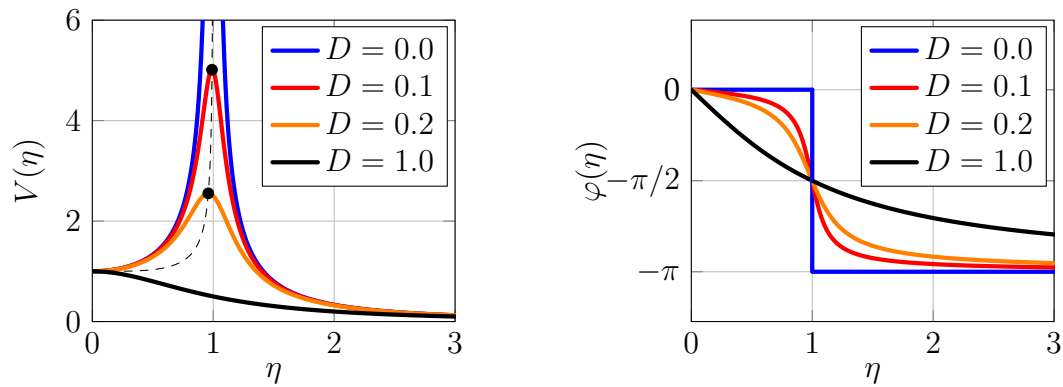 6
4
2
0
0
1
2
3
V(η)
η
D = 0.0
D = 0.1
D = 0.2
D = 1.0
0
−π/2
−π
0
1
2
3
φ(η)
η
D = 0.0
D = 0.1
D = 0.2
D = 1.0